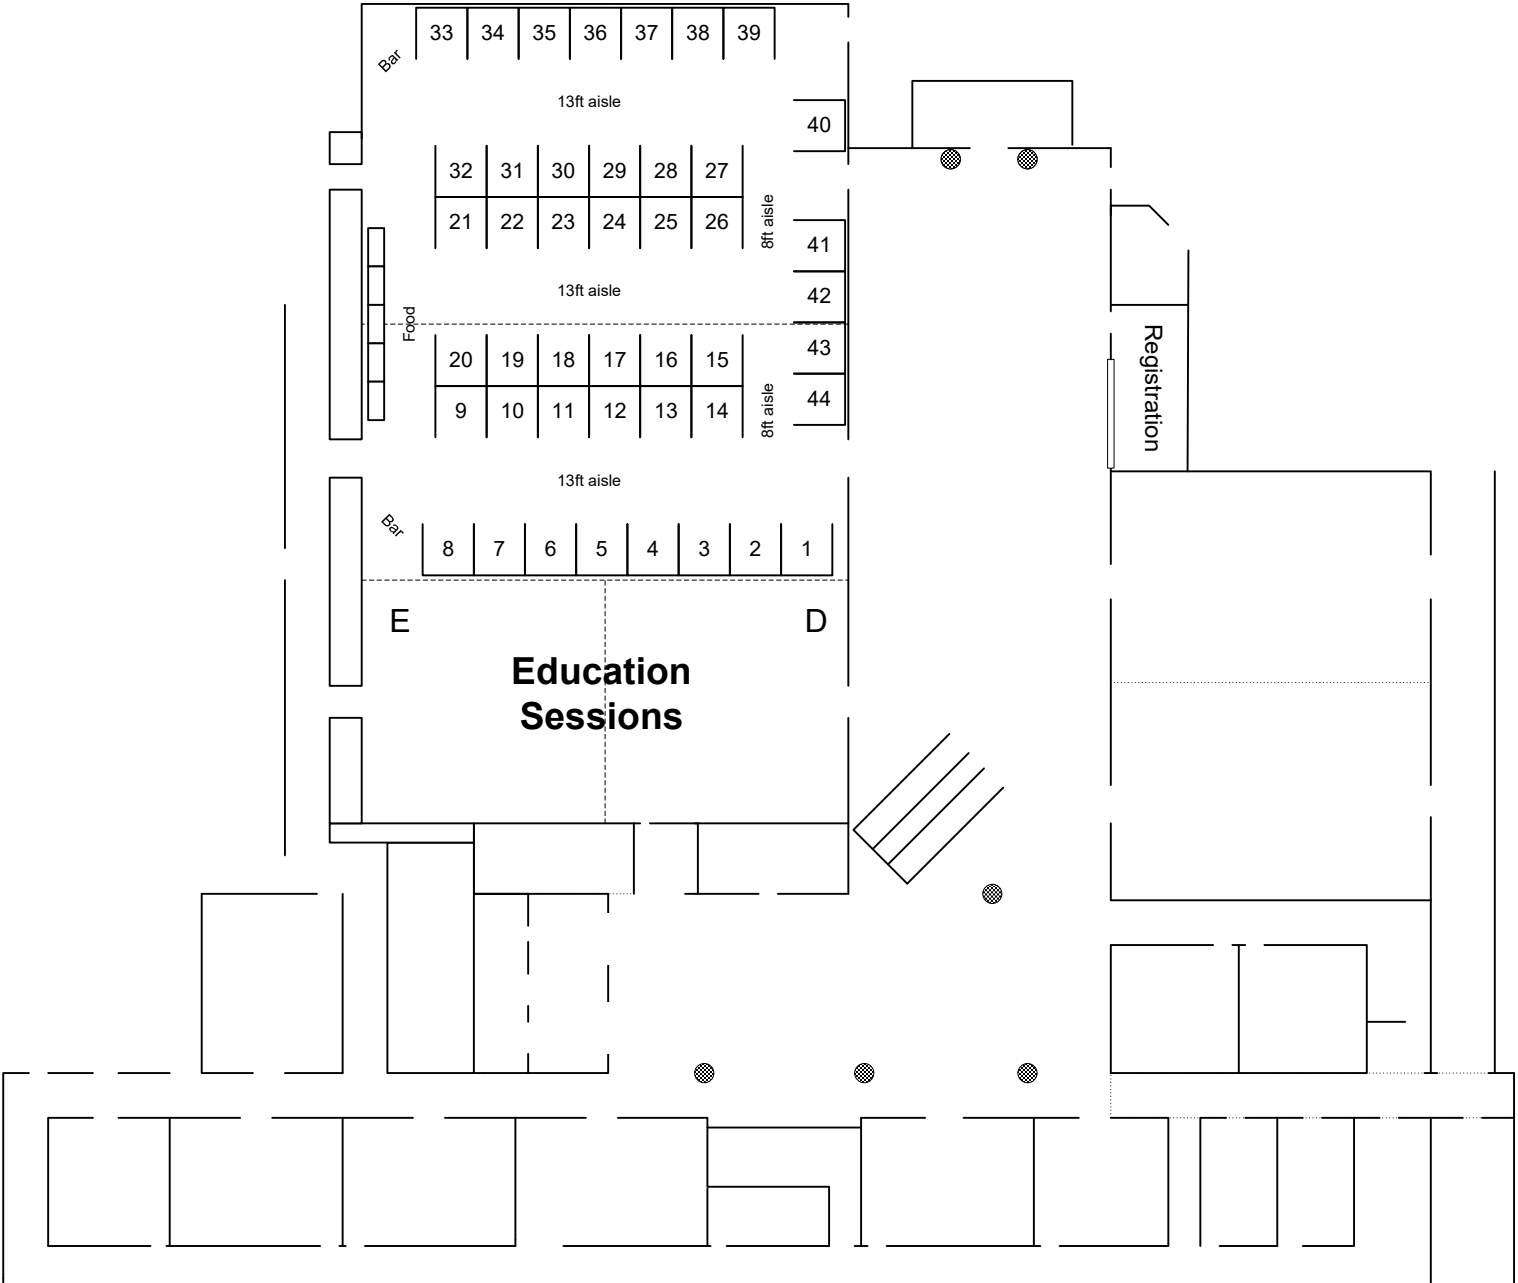 33 34 35 36 37 38 39
Bar
13ft aisle
40
32 31 30 29 28 27
21 22 23 24 25 26
8ft aisle
41
13ft aisle
42
Food
43
20 19 18 17 16 15
44
9 10 11 12 13 14
8ft aisle
Registration
13ft aisle
Bar
8 7 6 5 4 3 2 1
E
D
Education
Sessions